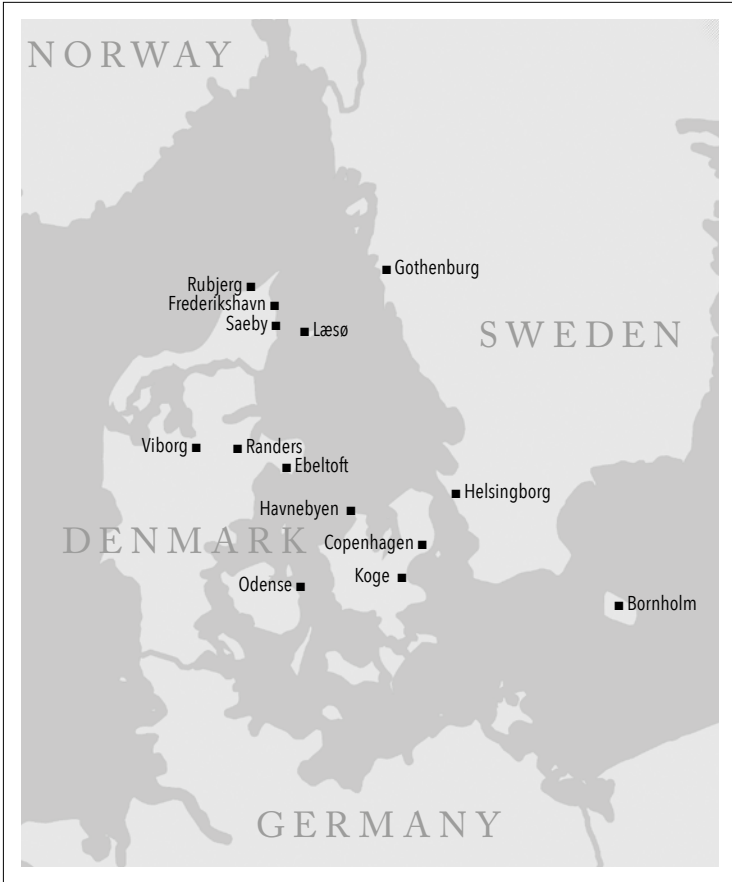 NORWAY
Gothenburg
Rubjerg
Frederikshavn
Saeby
Læsø
SWEDEN
Viborg
Randers
Ebeltoft
Helsingborg
Havnebyen
DENMARK
Copenhagen
Koge
Odense
Bornholm
GERMANY